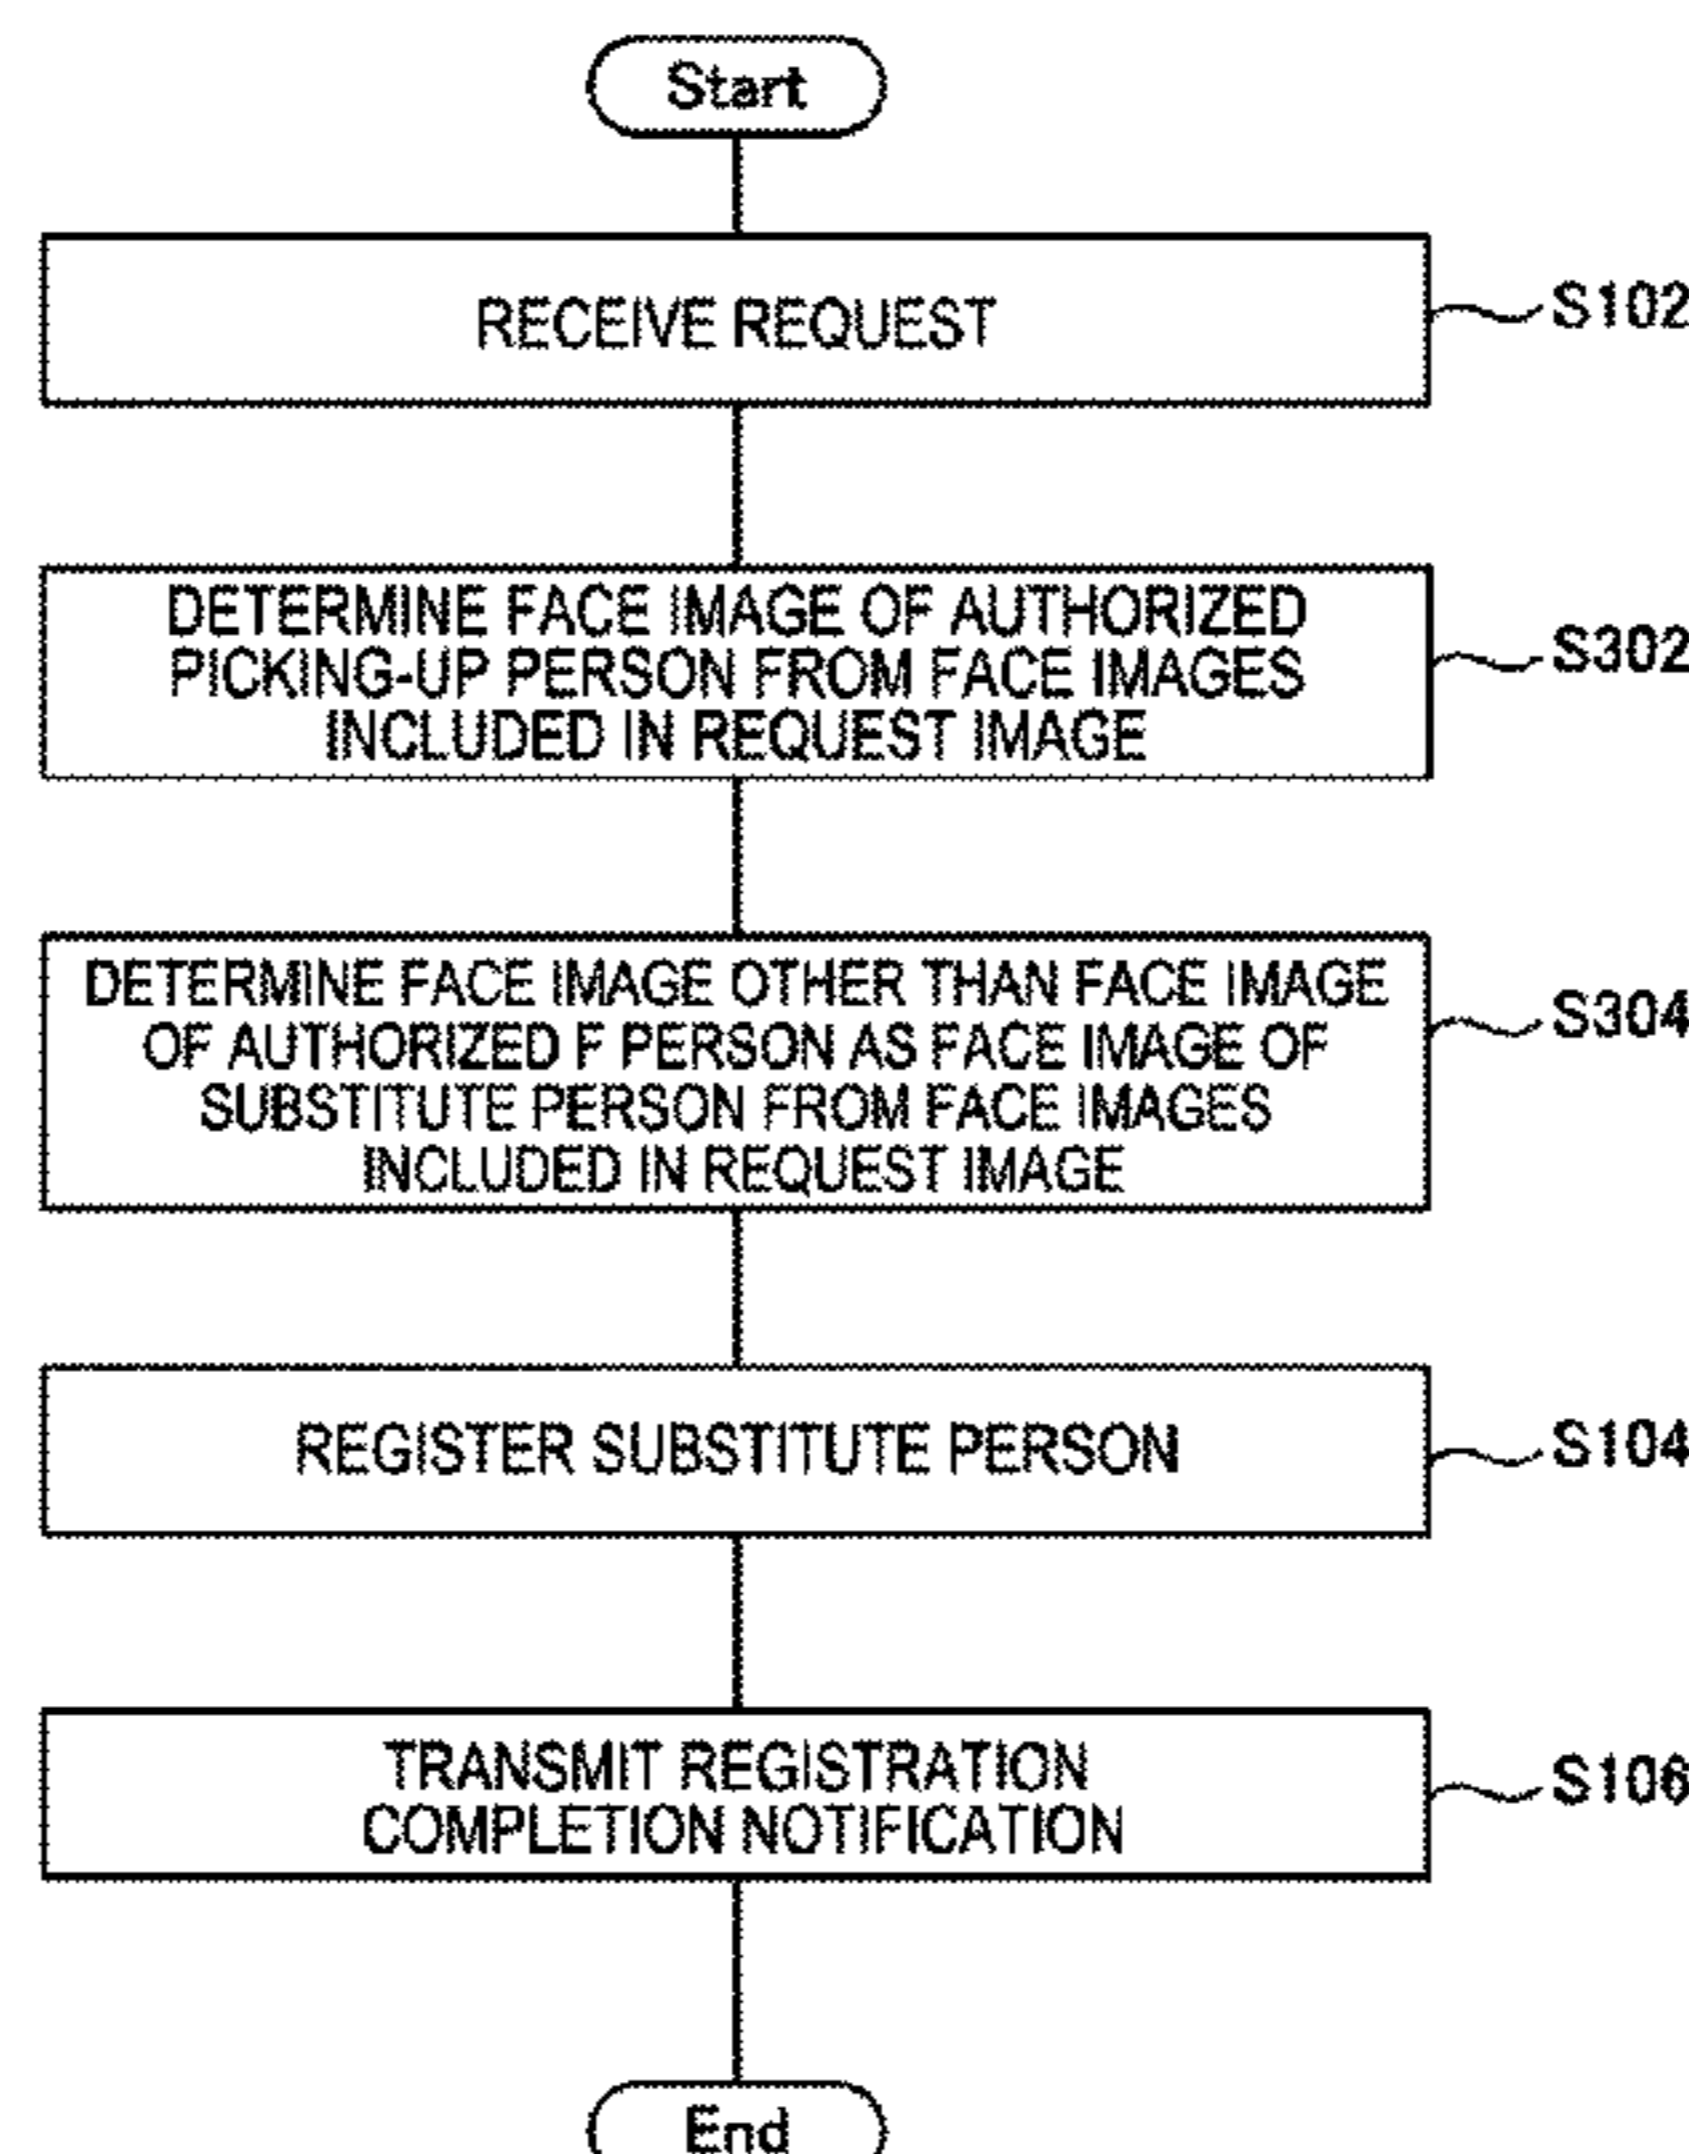 Start
RECEIVE REQUEST
S102
DETERMINE FACE IMAGE OF AUTHORIZED
PICKING-UP PERSON FROM FACE IMAGES
INCLUDED IN REQUEST IMAGE
S302
DETERMINE FACE IMAGE OTHER THAN FACE IMAGE
OF AUTHORIZED F PERSON AS FACE IMAGE OF
SUBSTITUTE PERSON FROM FACE IMAGES
INCLUDED IN REQUEST IMAGE
S304
REGISTER SUBSTITUTE PERSON
S104
TRANSMIT REGISTRATION
COMPLETION NOTIFICATION
S106
End